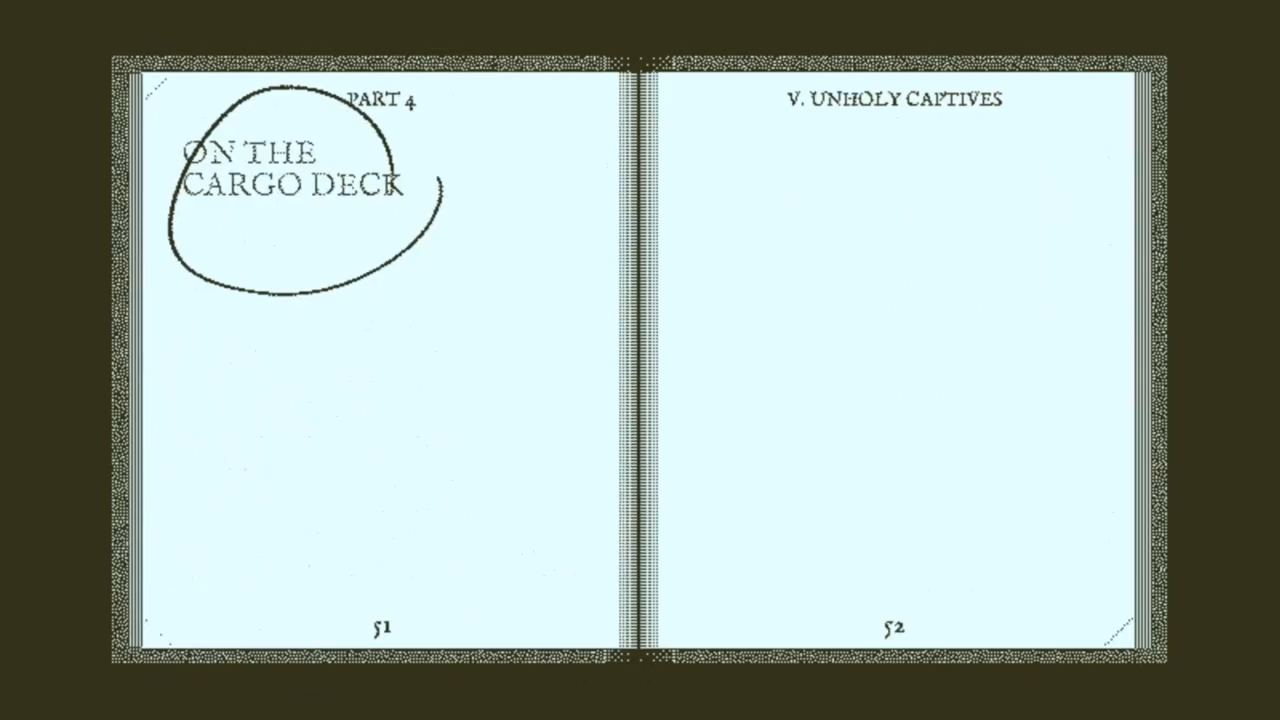 PART 4
ON THE
CARGO DECK
51
V. UNHOLY CAPTIVES
52